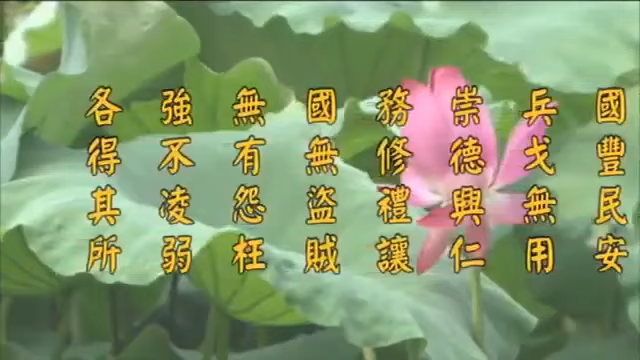 國豐民安
兵戈無用
崇德興仁
務修禮讓
國無盜賊
無有怨枉
強不凌弱
各得其所